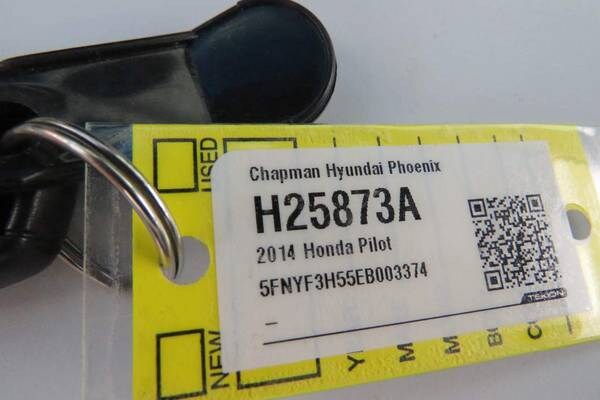 USED
Chapman Hyundai Phoenix
H25873A
2014 Honda Pilot
5FNYF3H55EB003374
TEKION
–
NEW
Y
M
M
B
C